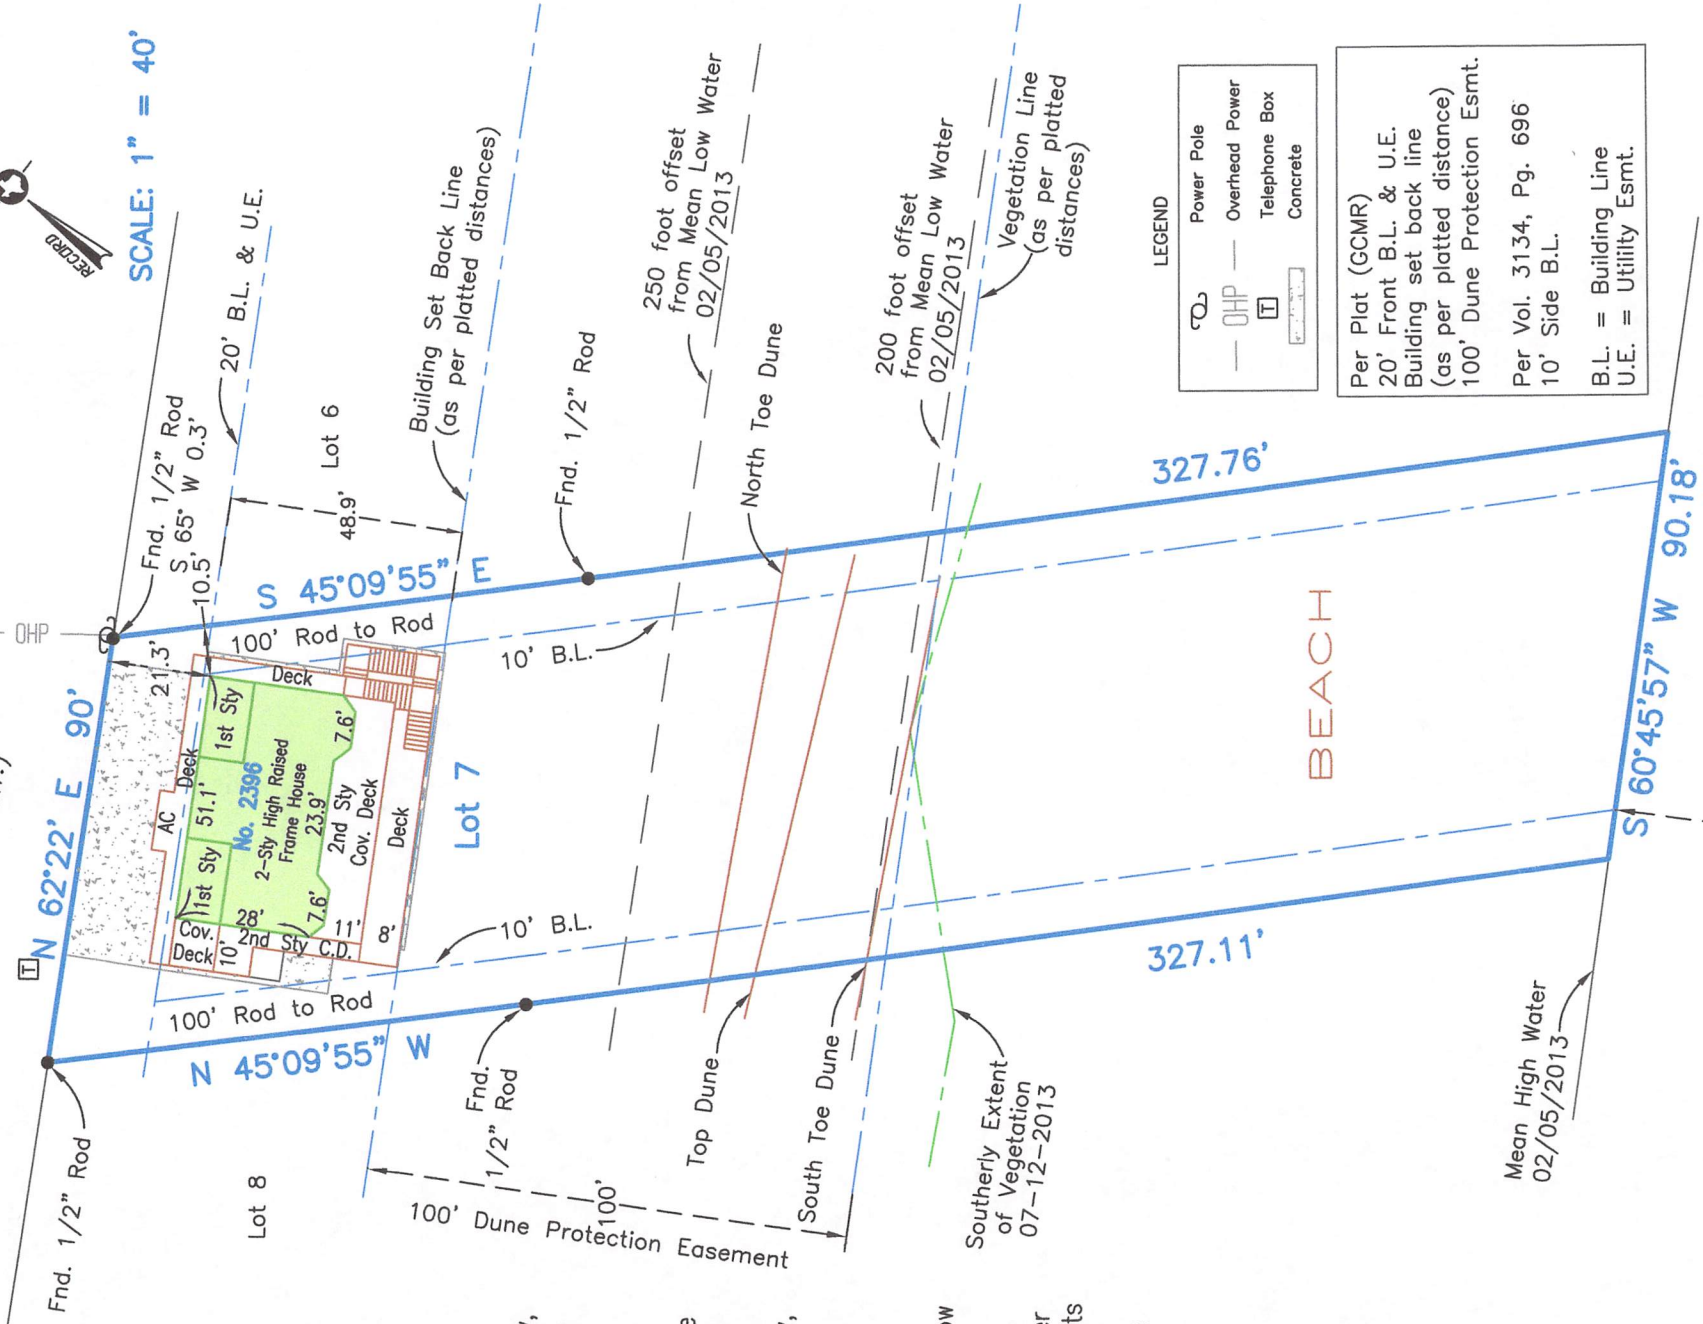 RECORD
SCALE: 1" = 40'
OHP
Fnd. 1/2" Rod
S 65° W 0.3'
10.5'
20' B.L. & U.E.
Lot 6
48.9'
Building Set Back Line
(as per platted distances)
Fnd. 1/2" Rod
250 foot offset
from Mean Low Water
02/05/2013
North Toe Dune
200 foot offset
from Mean Low Water
02/05/2013
Vegetation Line
(as per platted
distances)
T
N 62°22' E 90'
21.3'
S 45°09'55" E
327.76'
100' Rod to Rod
10' B.L.
Deck
Deck
AC
1st Sty
51.1'
1st Sty
No. 2396
2-Sty High Raised
Frame House
23.9'
7.6'
7.6'
2nd Sty
Cov. Deck
Deck
Cov.
Deck
28'
10'
2nd Sty C.D.
11'
8'
Lot 7
10' B.L.
100' Rod to Rod
N 45°09'55" W
327.11'
Fnd. 1/2" Rod
Lot 8
Fnd.
1/2" Rod
100'
100' Dune Protection Easement
Top Dune
South Toe Dune
Southerly Extent
of Vegetation
07-12-2013
BEACH
S 60°45'57" W 90.18'
Mean High Water
02/05/2013
LEGEND
Power Pole
OHP Overhead Power
T Telephone Box
Concrete
Per Plat (GCMR)
20' Front B.L. & U.E.
Building set back line
(as per platted distance)
100' Dune Protection Esmt.
Per Vol. 3134, Pg. 696
10' Side B.L.
B.L. = Building Line
U.E. = Utility Esmt.